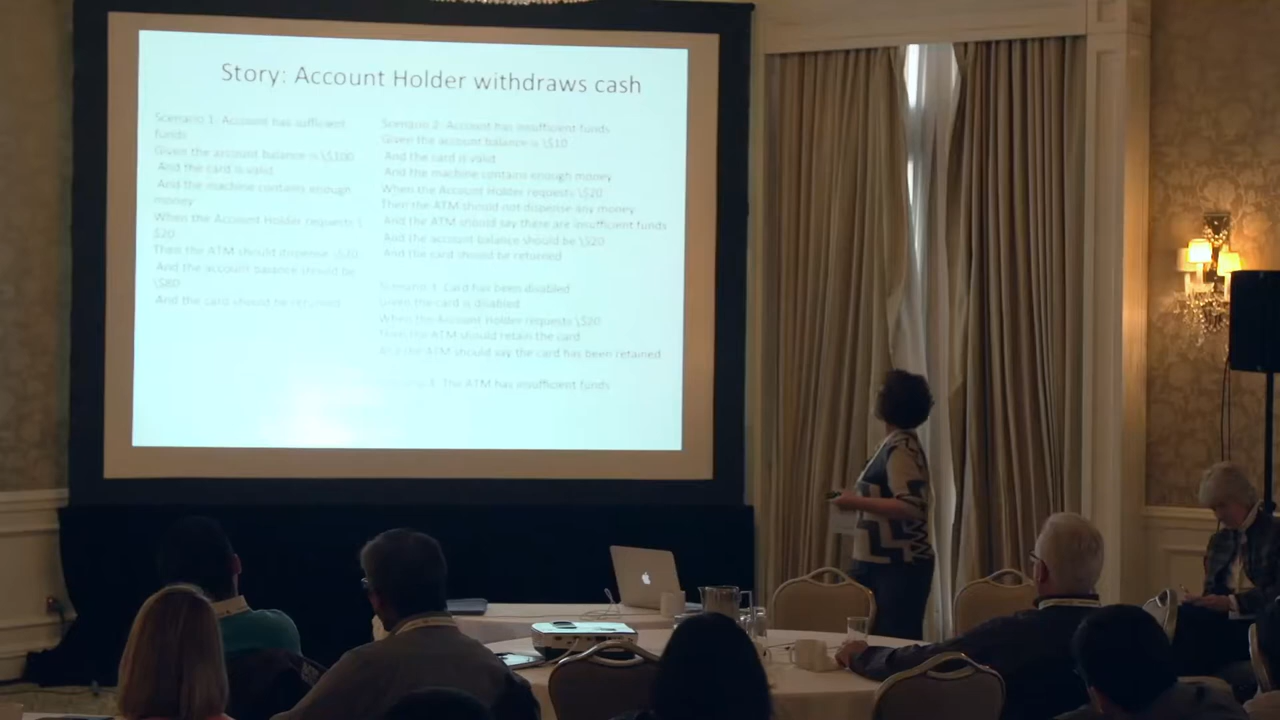 Story: Account Holder withdraws cash
Scenario 1: Account has sufficient
funds
Given the account balance is \$100
And the card is valid
And the machine contains enough
money
When the Account Holder requests \
$20
Then the ATM should dispense \$20
And the account balance should be
\$80
And the card should be returned
Scenario 2: Account has insufficient funds
Given the account balance is \$10
And the card is valid
And the machine contains enough money
When the Account Holder requests \$20
Then the ATM should not dispense any money
And the ATM should say there are insufficient funds
And the account balance should be \$20
And the card should be returned
Scenario 3: Card has been disabled
Given the card is disabled
When the Account Holder requests \$20
Then the ATM should retain the card
And the ATM should say the card has been retained
Scenario 4: The ATM has insufficient funds